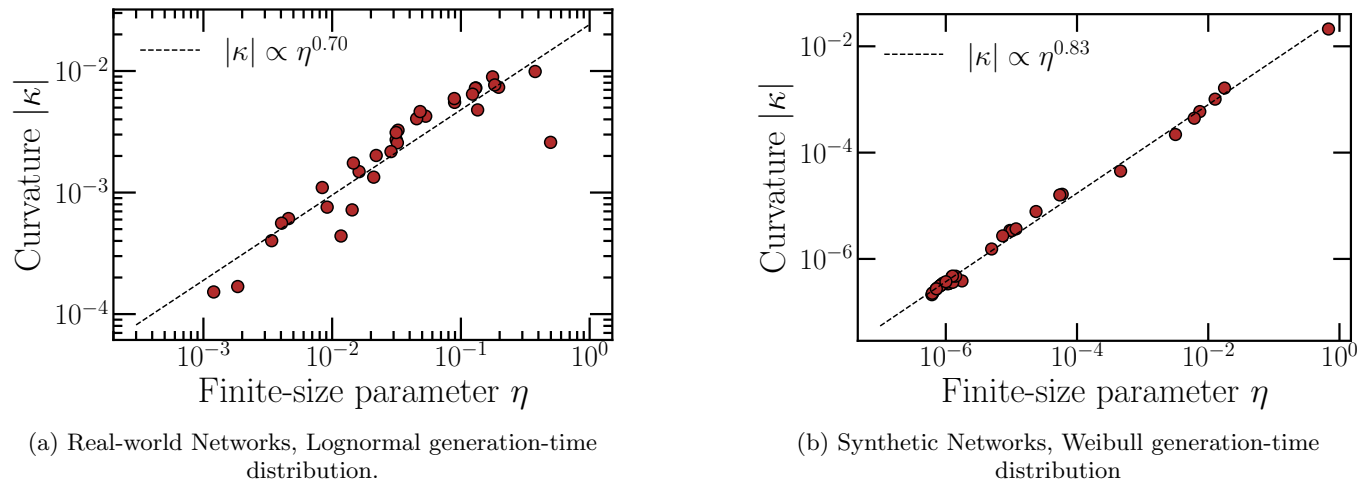 |κ| ∝ η^0.70
Curvature |κ|
10^−2
10^−3
10^−4
10^−3
10^−2
10^−1
10^0
Finite-size parameter η
(a) Real-world Networks, Lognormal generation-time
distribution.
|κ| ∝ η^0.83
Curvature |κ|
10^−2
10^−4
10^−6
10^−6
10^−4
10^−2
10^0
Finite-size parameter η
(b) Synthetic Networks, Weibull generation-time
distribution